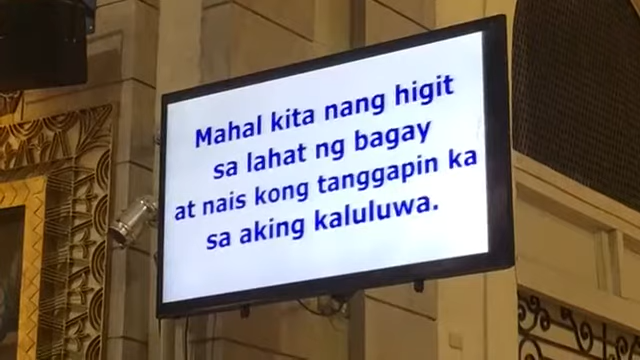 Mahal kita nang higit
sa lahat ng bagay
at nais kong tanggapin ka
sa aking kaluluwa.